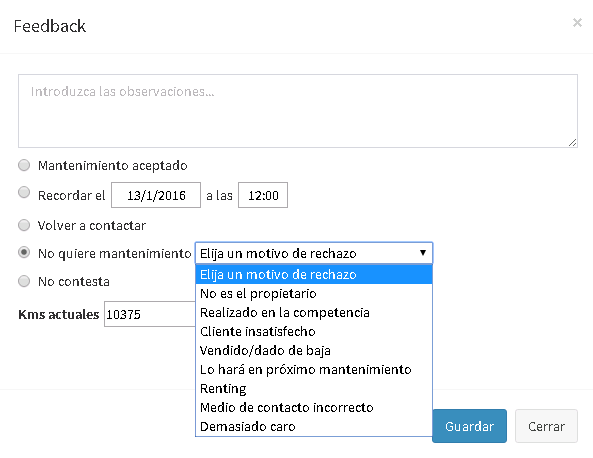 Feedback
×
Introduzca las observaciones...
Mantenimiento aceptado
Recordar el 13/1/2016 a las 12:00
Volver a contactar
No quiere mantenimiento Elija un motivo de rechazo
Elija un motivo de rechazo
No es el propietario
Realizado en la competencia
Cliente insatisfecho
Vendido/dado de baja
Lo hará en próximo mantenimiento
Renting
Medio de contacto incorrecto
Demasiado caro
No contesta
Kms actuales 10375
Guardar Cerrar